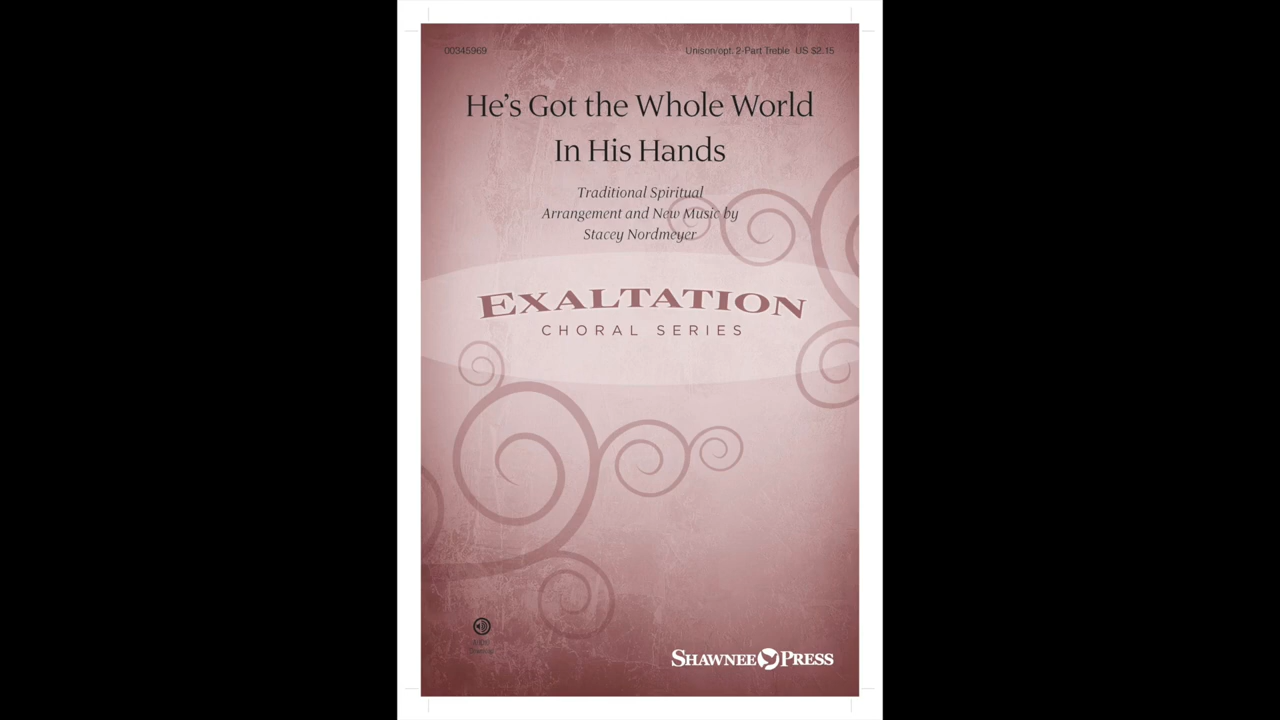 00345969 Unison/opt. 2-Part Treble US $2.15
He's Got the Whole World
In His Hands
Traditional Spiritual
Arrangement and New Music by
Stacey Nordmeyer
EXALTATION
CHORAL SERIES
SHAWNEE PRESS